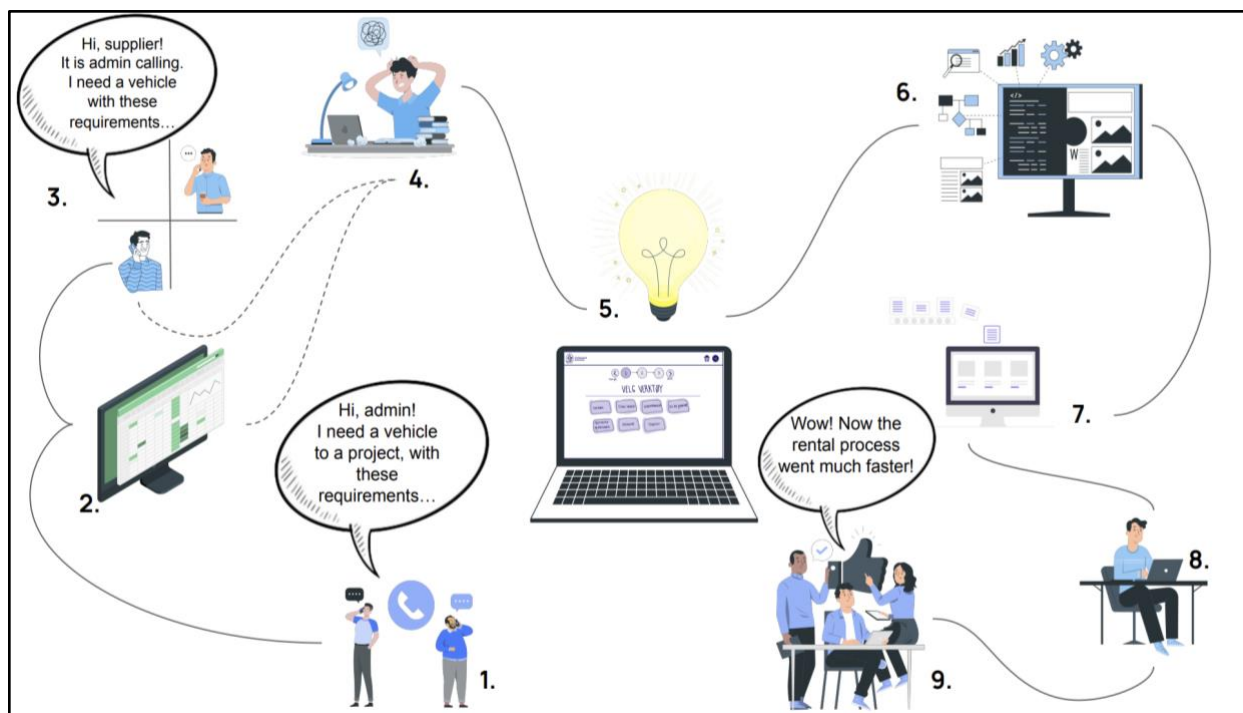 Hi, supplier!
It is admin calling.
I need a vehicle
with these
requirements…
3.
4.
6.
</>
W
5.
VELG VERKTØY
2.
Hi, admin!
I need a vehicle
to a project, with
these
requirements…
1.
7.
Wow! Now the
rental process
went much faster!
8.
9.